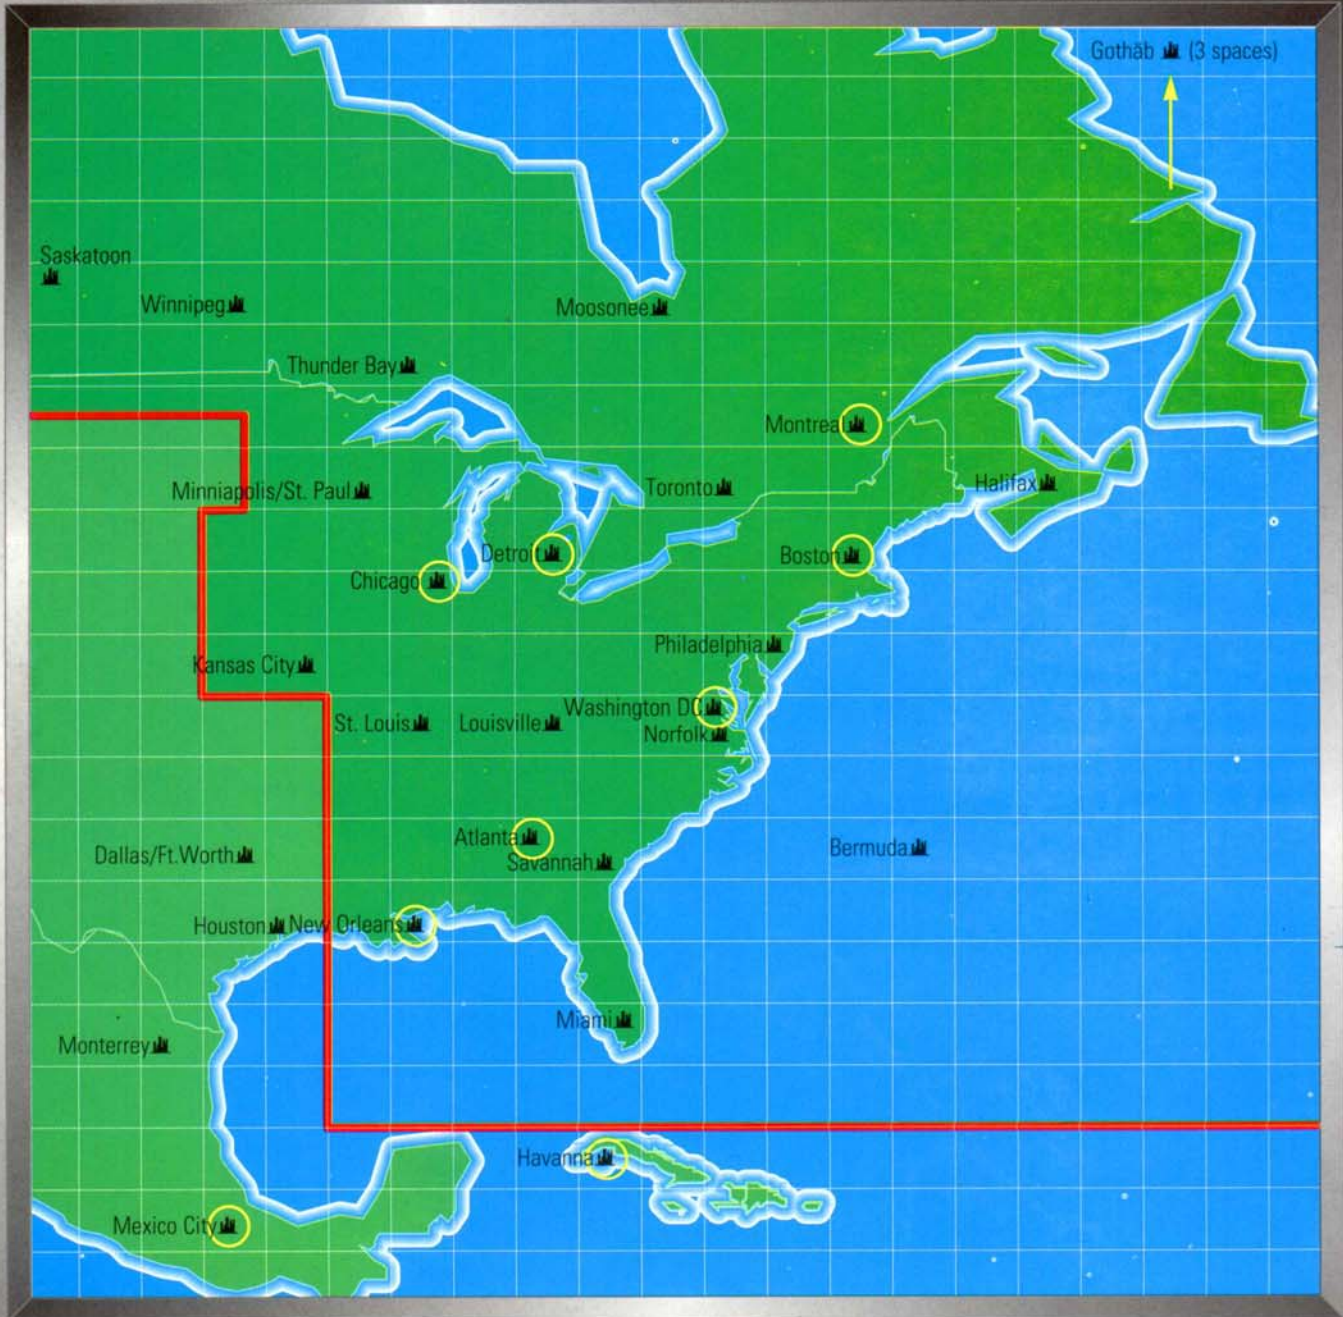 Gothăb (3 spaces)
Saskatoon
Winnipeg
Moosonee
Thunder Bay
Montreal
Minniapolis/St. Paul
Toronto
Halifax
Detroit
Boston
Chicago
Philadelphia
Kansas City
Washington DC
St. Louis
Louisville
Norfolk
Atlanta
Bermuda
Dallas/Ft.Worth
Savannah
Houston
New Orleans
Miami
Monterrey
Havanna
Mexico City